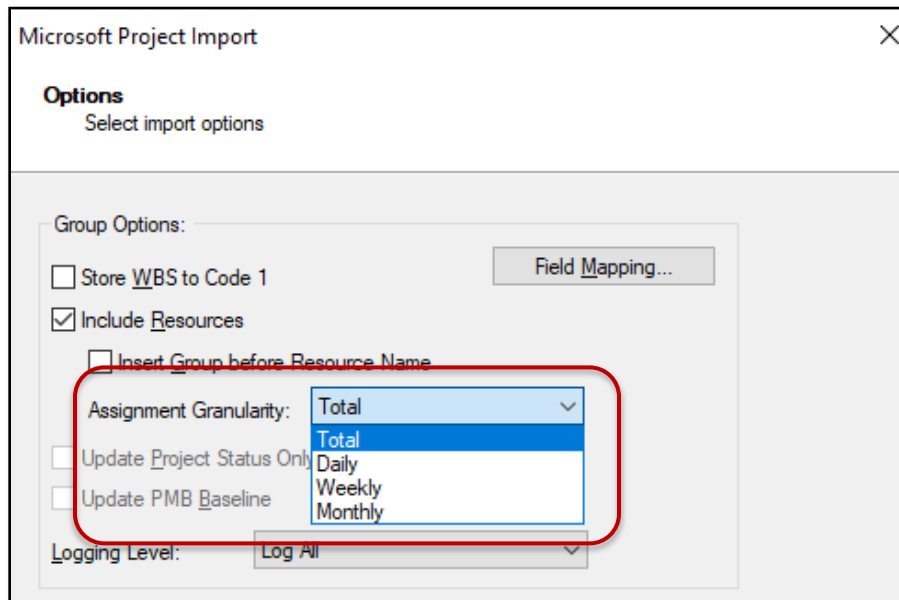 Microsoft Project Import
Options
Select import options
Group Options:
Store WBS to Code 1
Field Mapping...
Include Resources
Insert Group before Resource Name
Assignment Granularity:
Total
Total
Update Project Status Only
Daily
Weekly
Update PMB Baseline
Monthly
Logging Level:
Log All